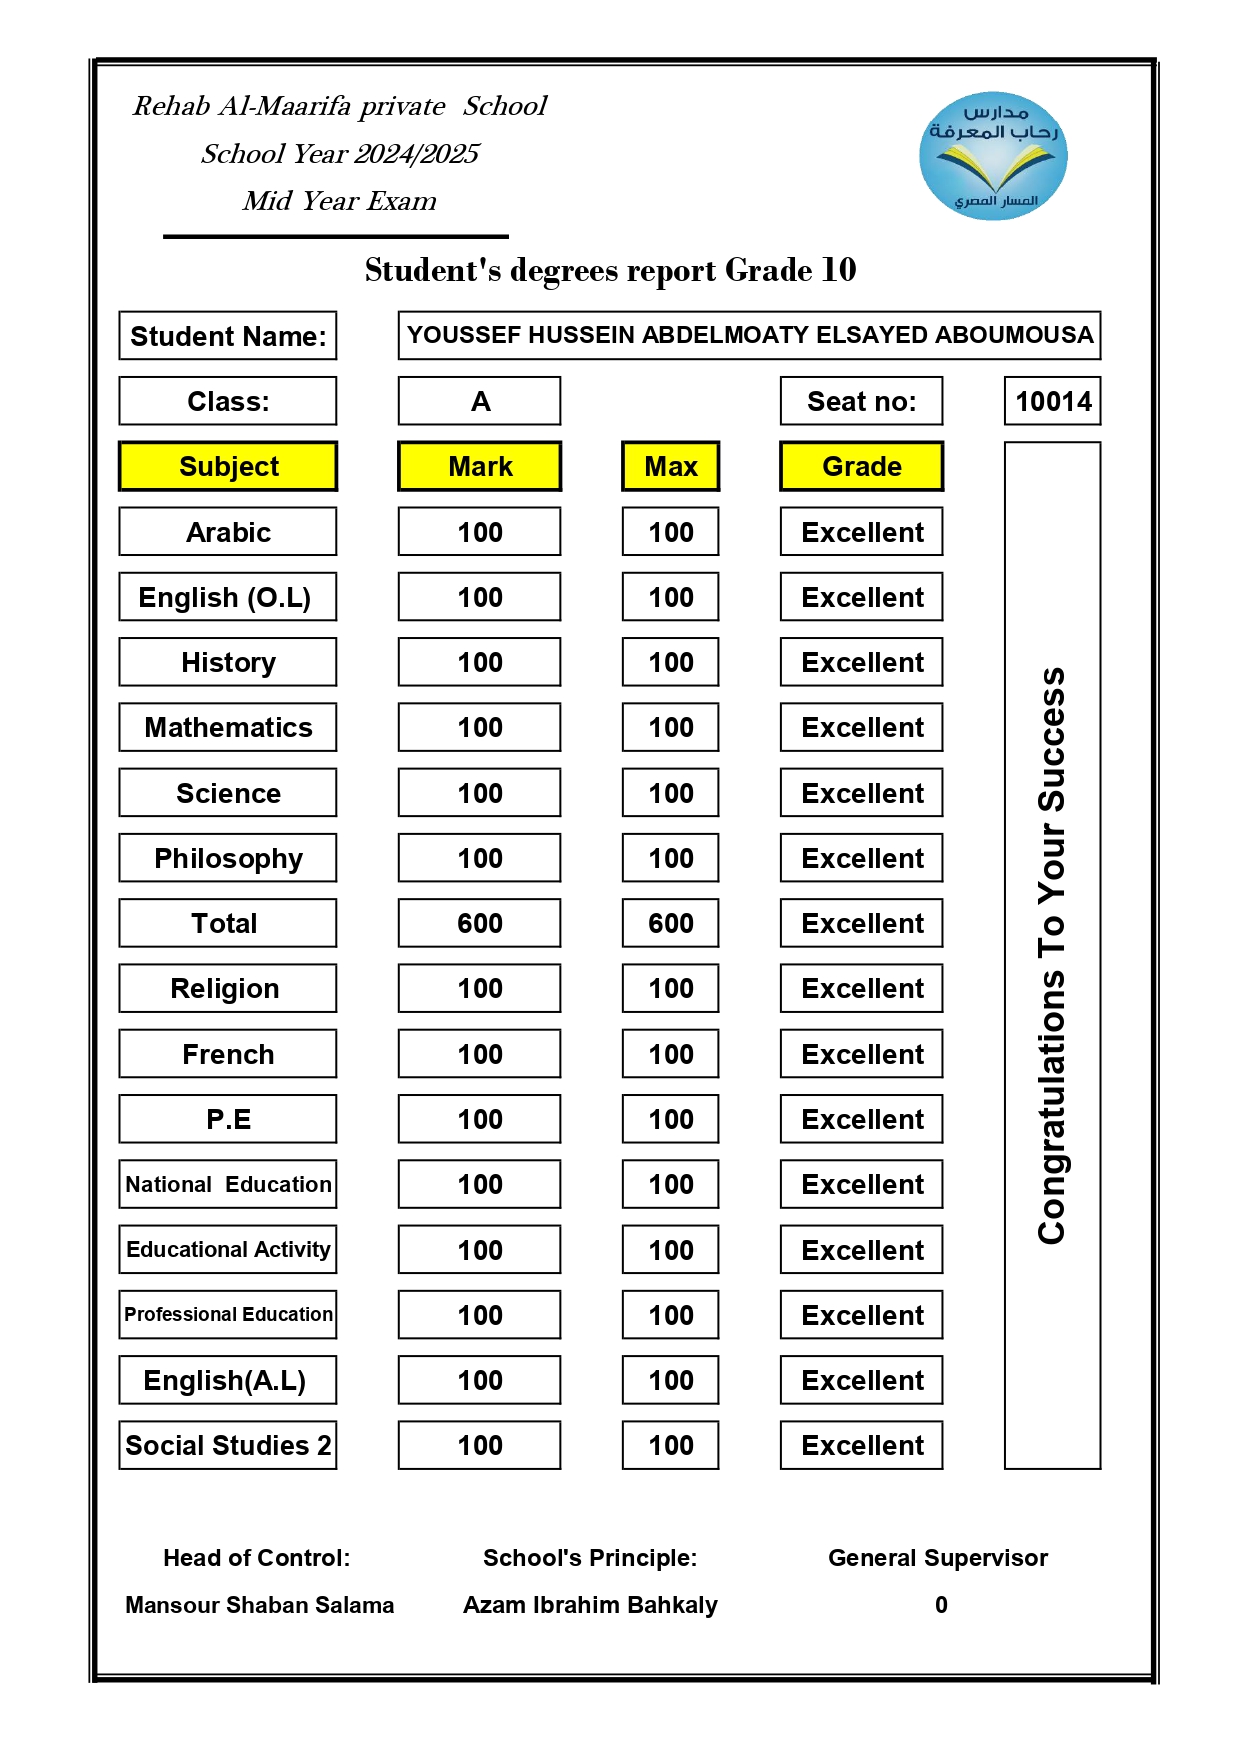 Rehab Al-Maarifa private School
School Year 2024/2025
Mid Year Exam
مدارس
رحاب المعرفة
المسار المصري
Student's degrees report Grade 10
Student Name: YOUSSEF HUSSEIN ABDELMOATY ELSAYED ABOUMOUSA
Class: A Seat no: 10014
Subject Mark Max Grade
Arabic 100 100 Excellent
English (O.L) 100 100 Excellent
History 100 100 Excellent
Mathematics 100 100 Excellent
Science 100 100 Excellent
Philosophy 100 100 Excellent
Total 600 600 Excellent
Religion 100 100 Excellent
French 100 100 Excellent
P.E 100 100 Excellent
National Education 100 100 Excellent
Educational Activity 100 100 Excellent
Professional Education 100 100 Excellent
English(A.L) 100 100 Excellent
Social Studies 2 100 100 Excellent
Congratulations To Your Success
Head of Control: School's Principle: General Supervisor
Mansour Shaban Salama Azam Ibrahim Bahkaly 0